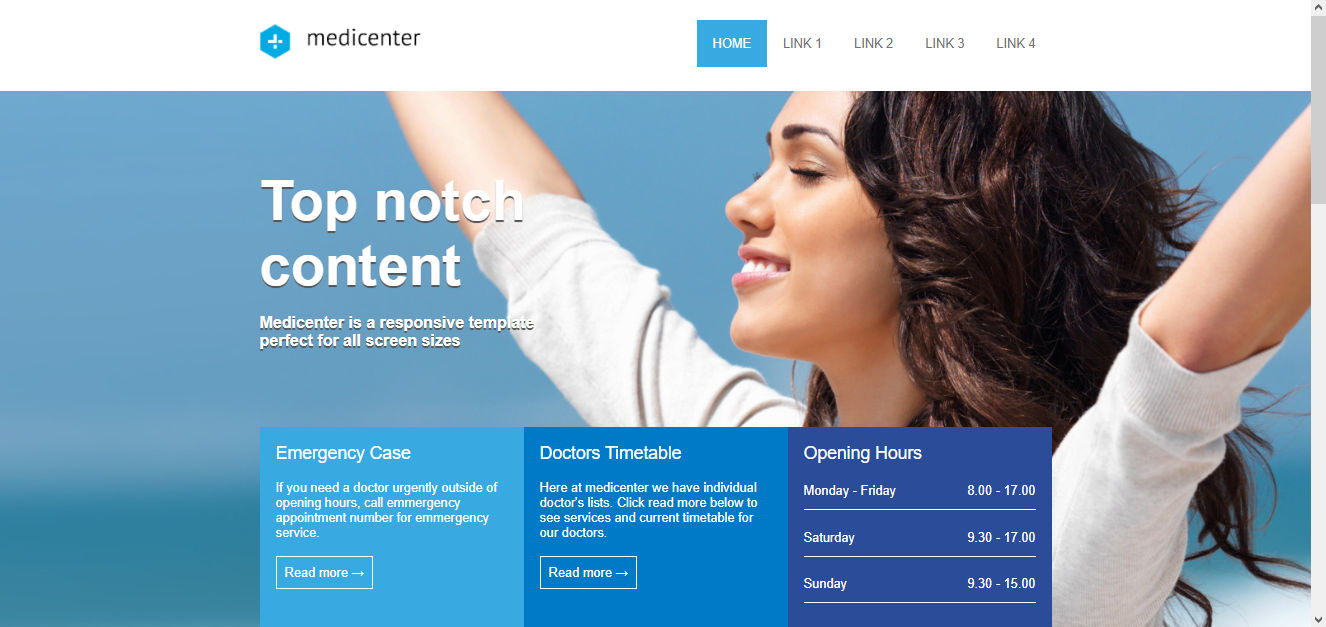 medicenter
HOME LINK 1 LINK 2 LINK 3 LINK 4
Top notch
content
Medicenter is a responsive template
perfect for all screen sizes
Emergency Case
If you need a doctor urgently outside of
opening hours, call emmergency
appointment number for emmergency
service.
Read more →
Doctors Timetable
Here at medicenter we have individual
doctor's lists. Click read more below to
see services and current timetable for
our doctors.
Read more →
Opening Hours
Monday - Friday 8.00 - 17.00
Saturday 9.30 - 17.00
Sunday 9.30 - 15.00